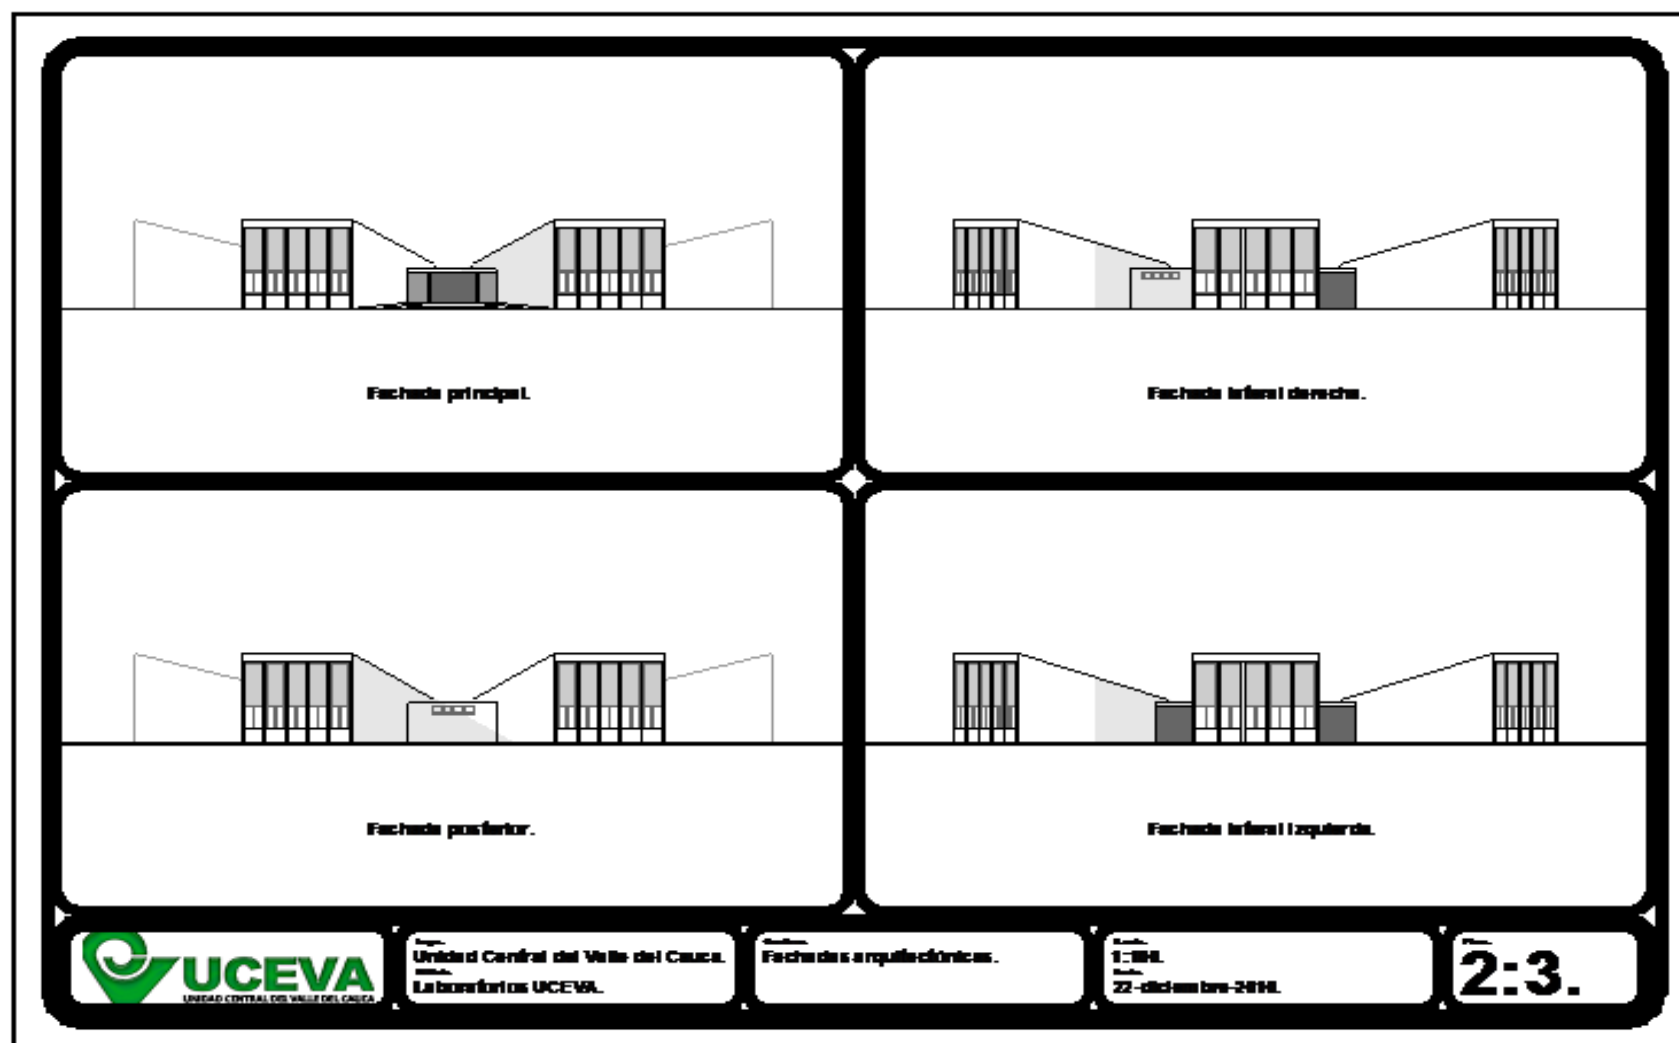 Fachada principal.
Fachada lateral derecha.
Fachada posterior.
Fachada lateral izquierda.
UCEVA
UNIDAD CENTRAL DEL VALLE DEL CAUCA
Unidad Central del Valle del Cauca.
Laboratorios UCEVA.
Fachadas arquitectónicas.
2:3.